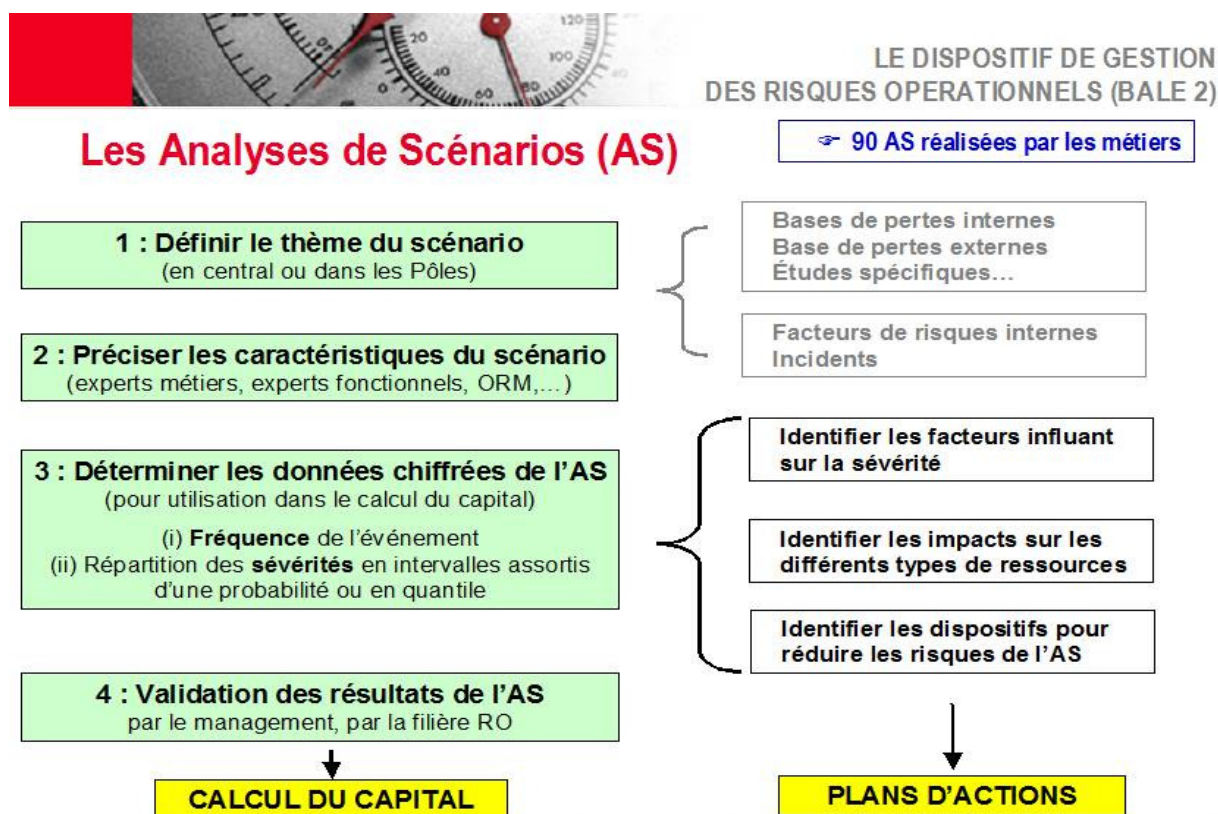 LE DISPOSITIF DE GESTION
DES RISQUES OPERATIONNELS (BALE 2)
Les Analyses de Scénarios (AS)
☞ 90 AS réalisées par les métiers
1 : Définir le thème du scénario
(en central ou dans les Pôles)
Bases de pertes internes
Base de pertes externes
Études spécifiques…
Facteurs de risques internes
Incidents
2 : Préciser les caractéristiques du scénario
(experts métiers, experts fonctionnels, ORM,…)
3 : Déterminer les données chiffrées de l’AS
(pour utilisation dans le calcul du capital)
(i) Fréquence de l’événement
(ii) Répartition des sévérités en intervalles assortis
d’une probabilité ou en quantile
Identifier les facteurs influant
sur la sévérité
Identifier les impacts sur les
différents types de ressources
Identifier les dispositifs pour
réduire les risques de l’AS
4 : Validation des résultats de l’AS
par le management, par la filière RO
CALCUL DU CAPITAL
PLANS D’ACTIONS